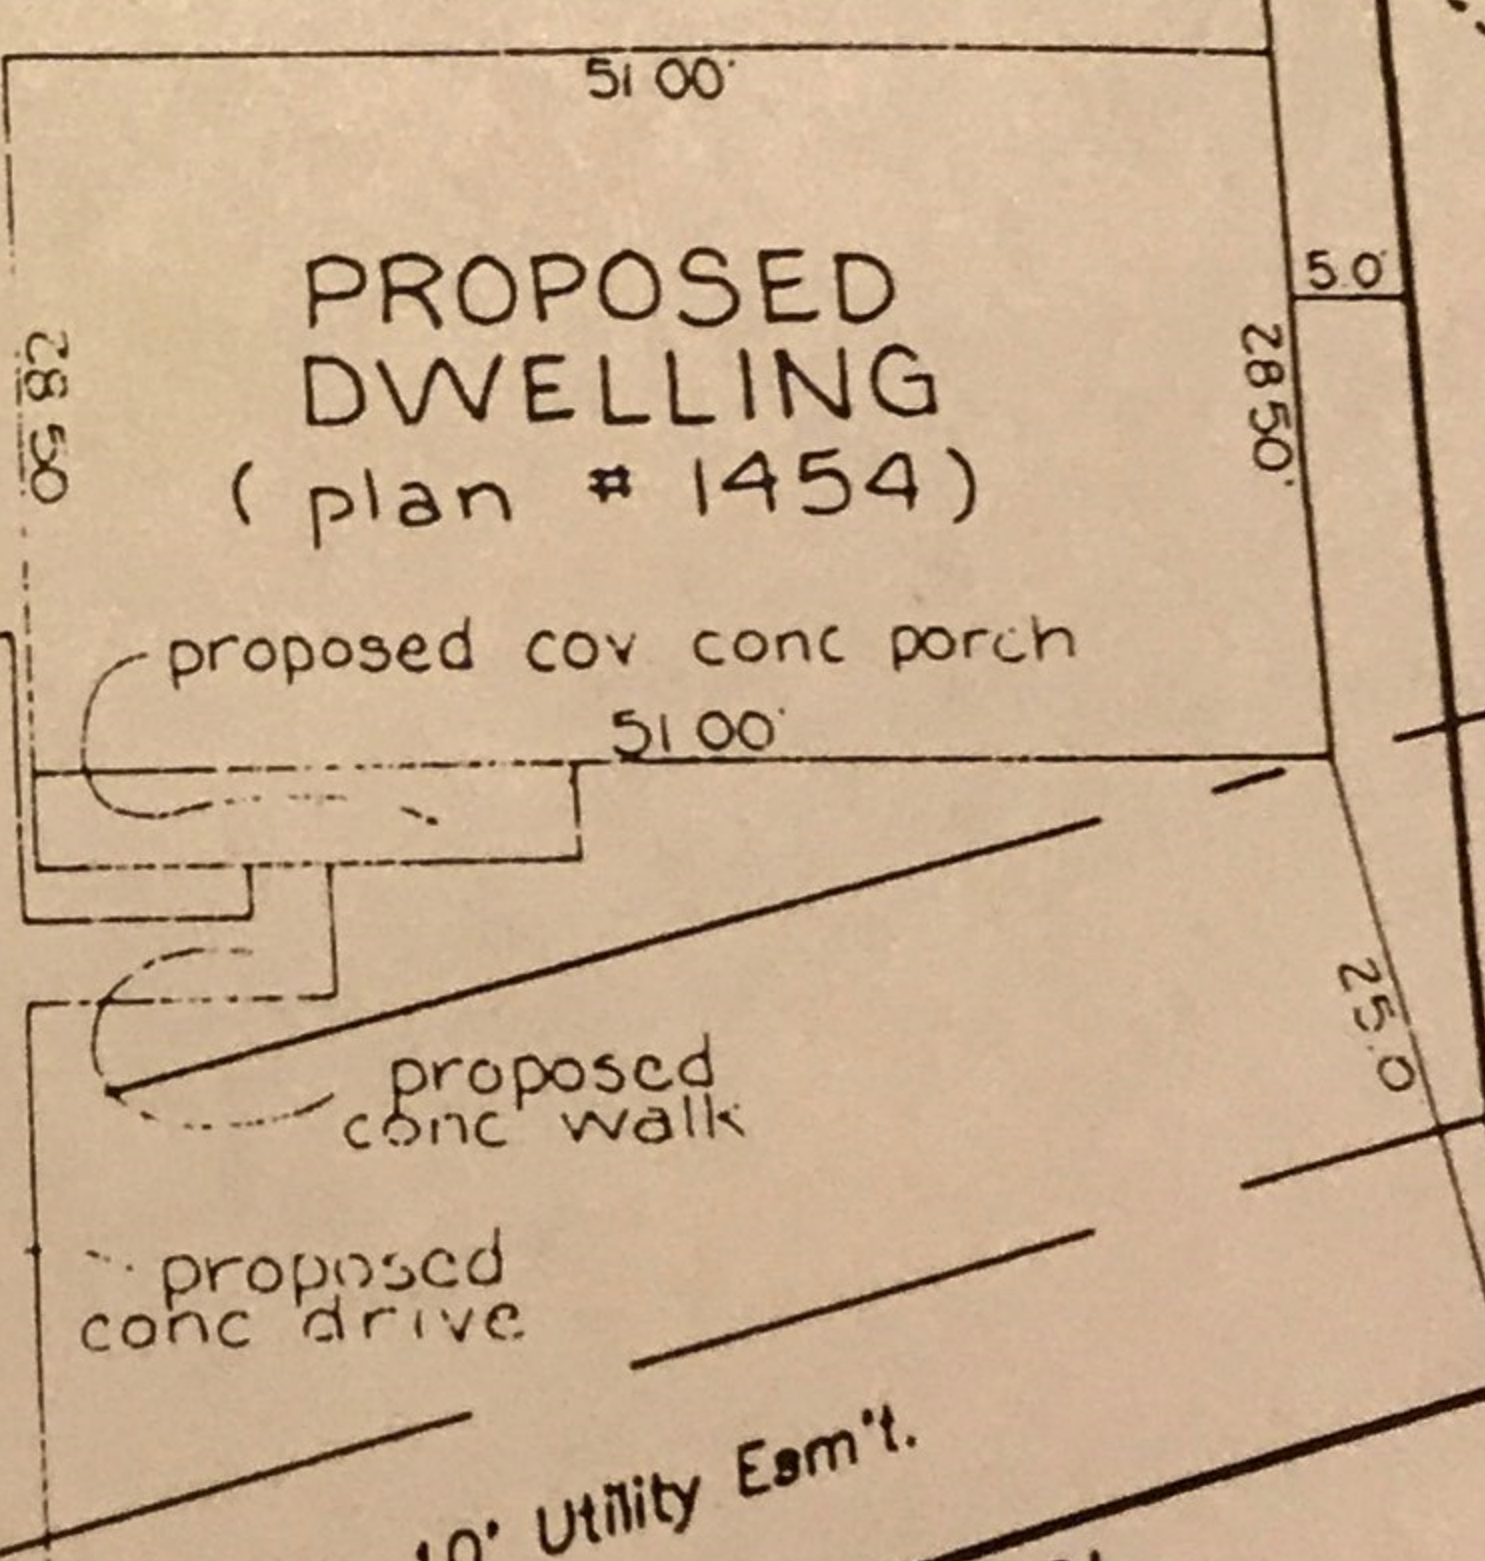 51 00'
5.0'
PROPOSED
DWELLING
( plan # 1454)
28 50
28 50'
proposed cov conc porch
51 00'
25.0
proposed
conc walk
proposed
conc drive
10' Utility Esm't.